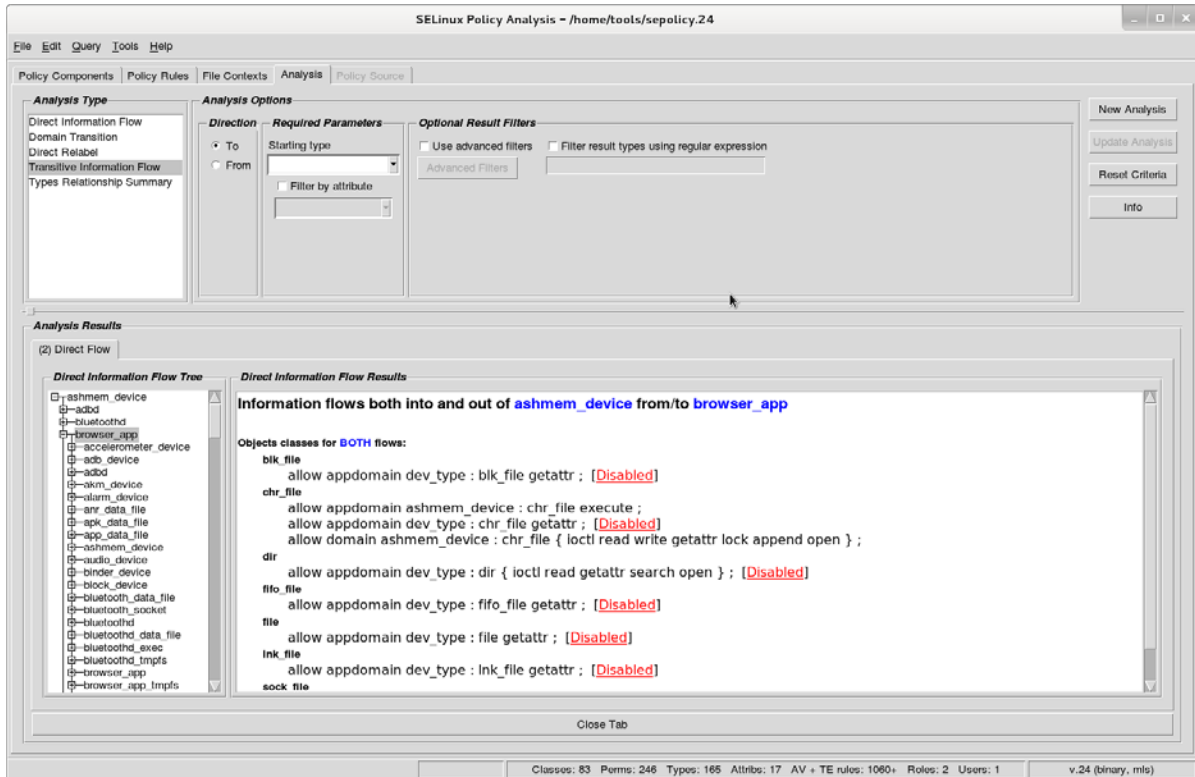 SELinux Policy Analysis - /home/tools/sepolicy.24
File Edit Query Tools Help
Policy Components Policy Rules File Contexts Analysis Policy Source
Analysis Type
Direct Information Flow
Domain Transition
Direct Relabel
Transitive Information Flow
Types Relationship Summary
Analysis Options
Direction
To
From
Required Parameters
Starting type
Filter by attribute
Optional Result Filters
Use advanced filters
Advanced Filters
Filter result types using regular expression
New Analysis
Update Analysis
Reset Criteria
Info
Analysis Results
(2) Direct Flow
Direct Information Flow Tree
ashmem_device
adbd
bluetoothd
browser_app
accelerometer_device
adb_device
adbd
akm_device
alarm_device
anr_data_file
apk_data_file
app_data_file
ashmem_device
audio_device
binder_device
block_device
bluetooth_data_file
bluetooth_socket
bluetoothd
bluetoothd_data_file
bluetoothd_exec
bluetoothd_tmpfs
browser_app
browser_app_tmpfs
Direct Information Flow Results
Information flows both into and out of ashmem_device from/to browser_app
Objects classes for BOTH flows:
blk_file
allow appdomain dev_type : blk_file getattr ; [Disabled]
chr_file
allow appdomain ashmem_device : chr_file execute ;
allow appdomain dev_type : chr_file getattr ; [Disabled]
allow domain ashmem_device : chr_file { ioctl read write getattr lock append open } ;
dir
allow appdomain dev_type : dir { ioctl read getattr search open } ; [Disabled]
fifo_file
allow appdomain dev_type : fifo_file getattr ; [Disabled]
file
allow appdomain dev_type : file getattr ; [Disabled]
lnk_file
allow appdomain dev_type : lnk_file getattr ; [Disabled]
sock_file
Close Tab
Classes: 83 Perms: 246 Types: 165 Attribs: 17 AV + TE rules: 1060+ Roles: 2 Users: 1
v.24 (binary, mls)